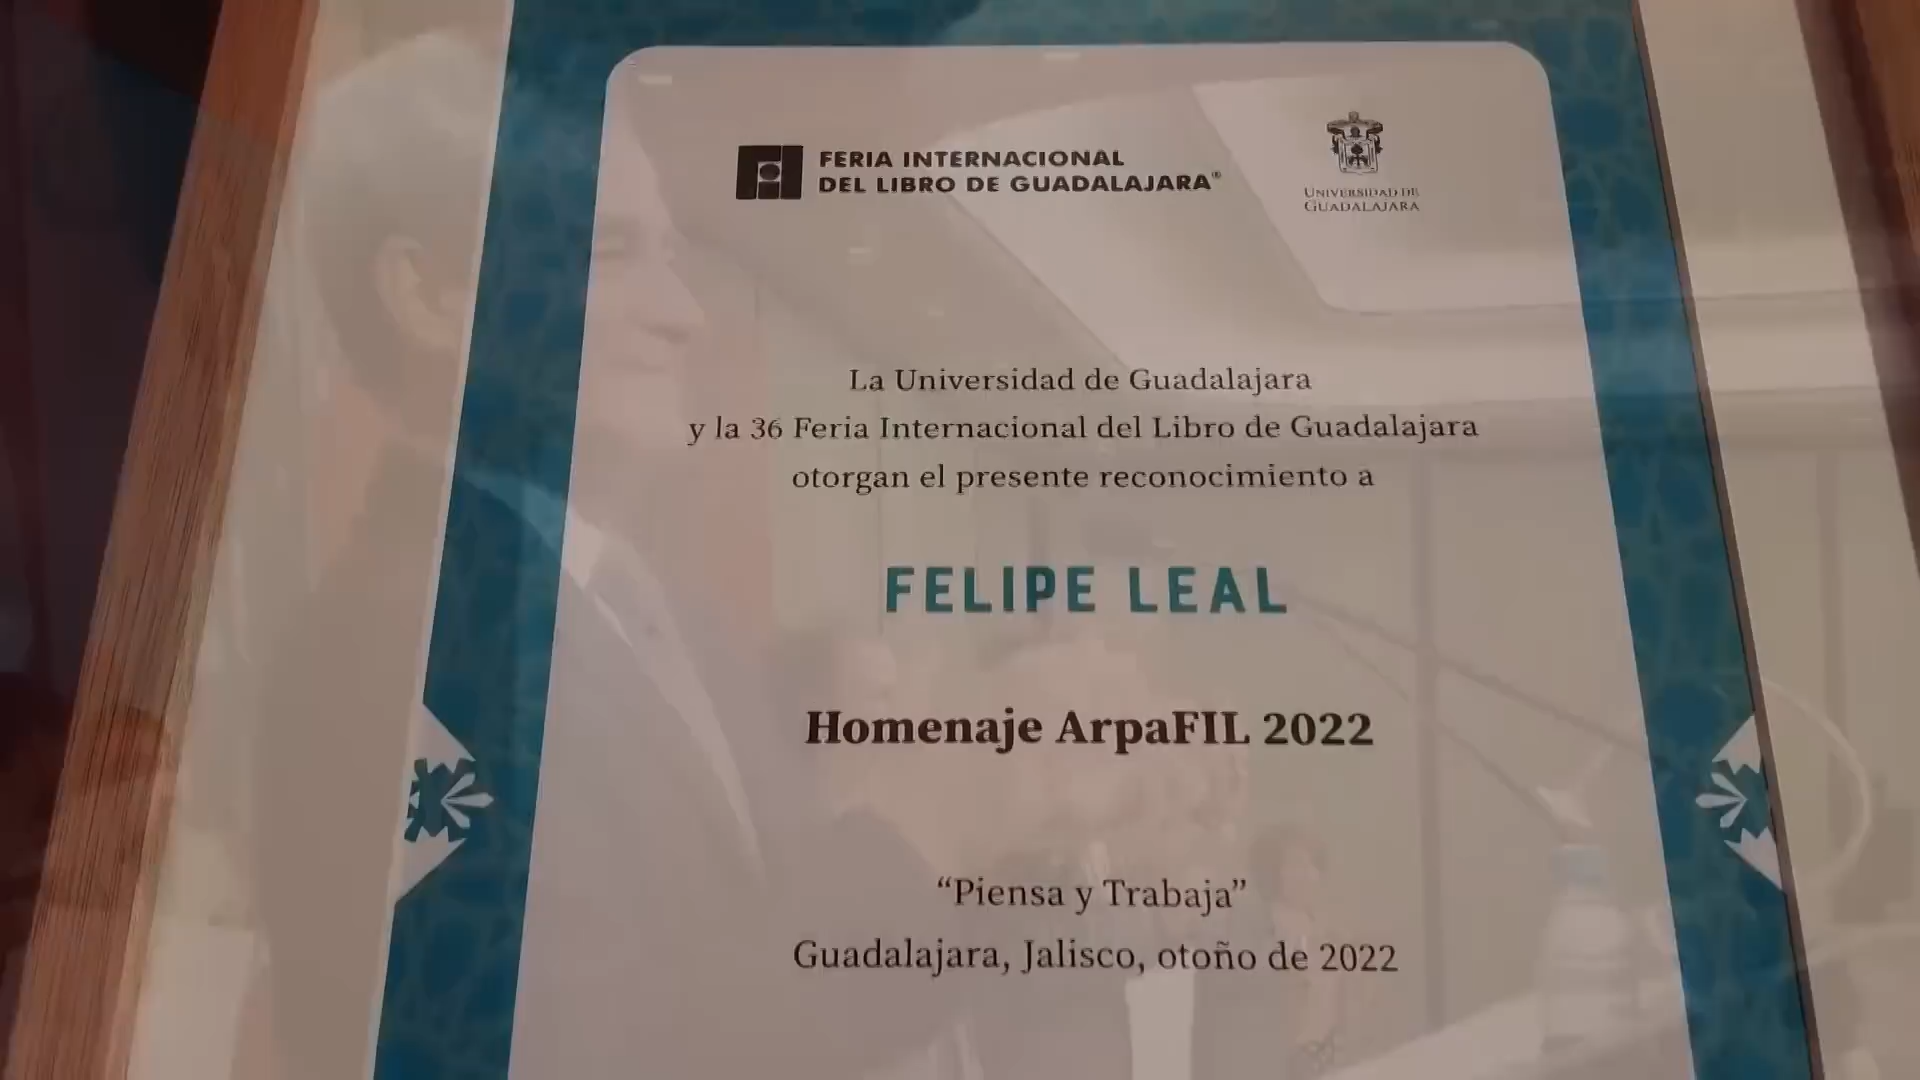 FERIA INTERNACIONAL
DEL LIBRO DE GUADALAJARA®
UNIVERSIDAD DE
GUADALAJARA
La Universidad de Guadalajara
y la 36 Feria Internacional del Libro de Guadalajara
otorgan el presente reconocimiento a
FELIPE LEAL
Homenaje ArpaFIL 2022
“Piensa y Trabaja”
Guadalajara, Jalisco, otoño de 2022